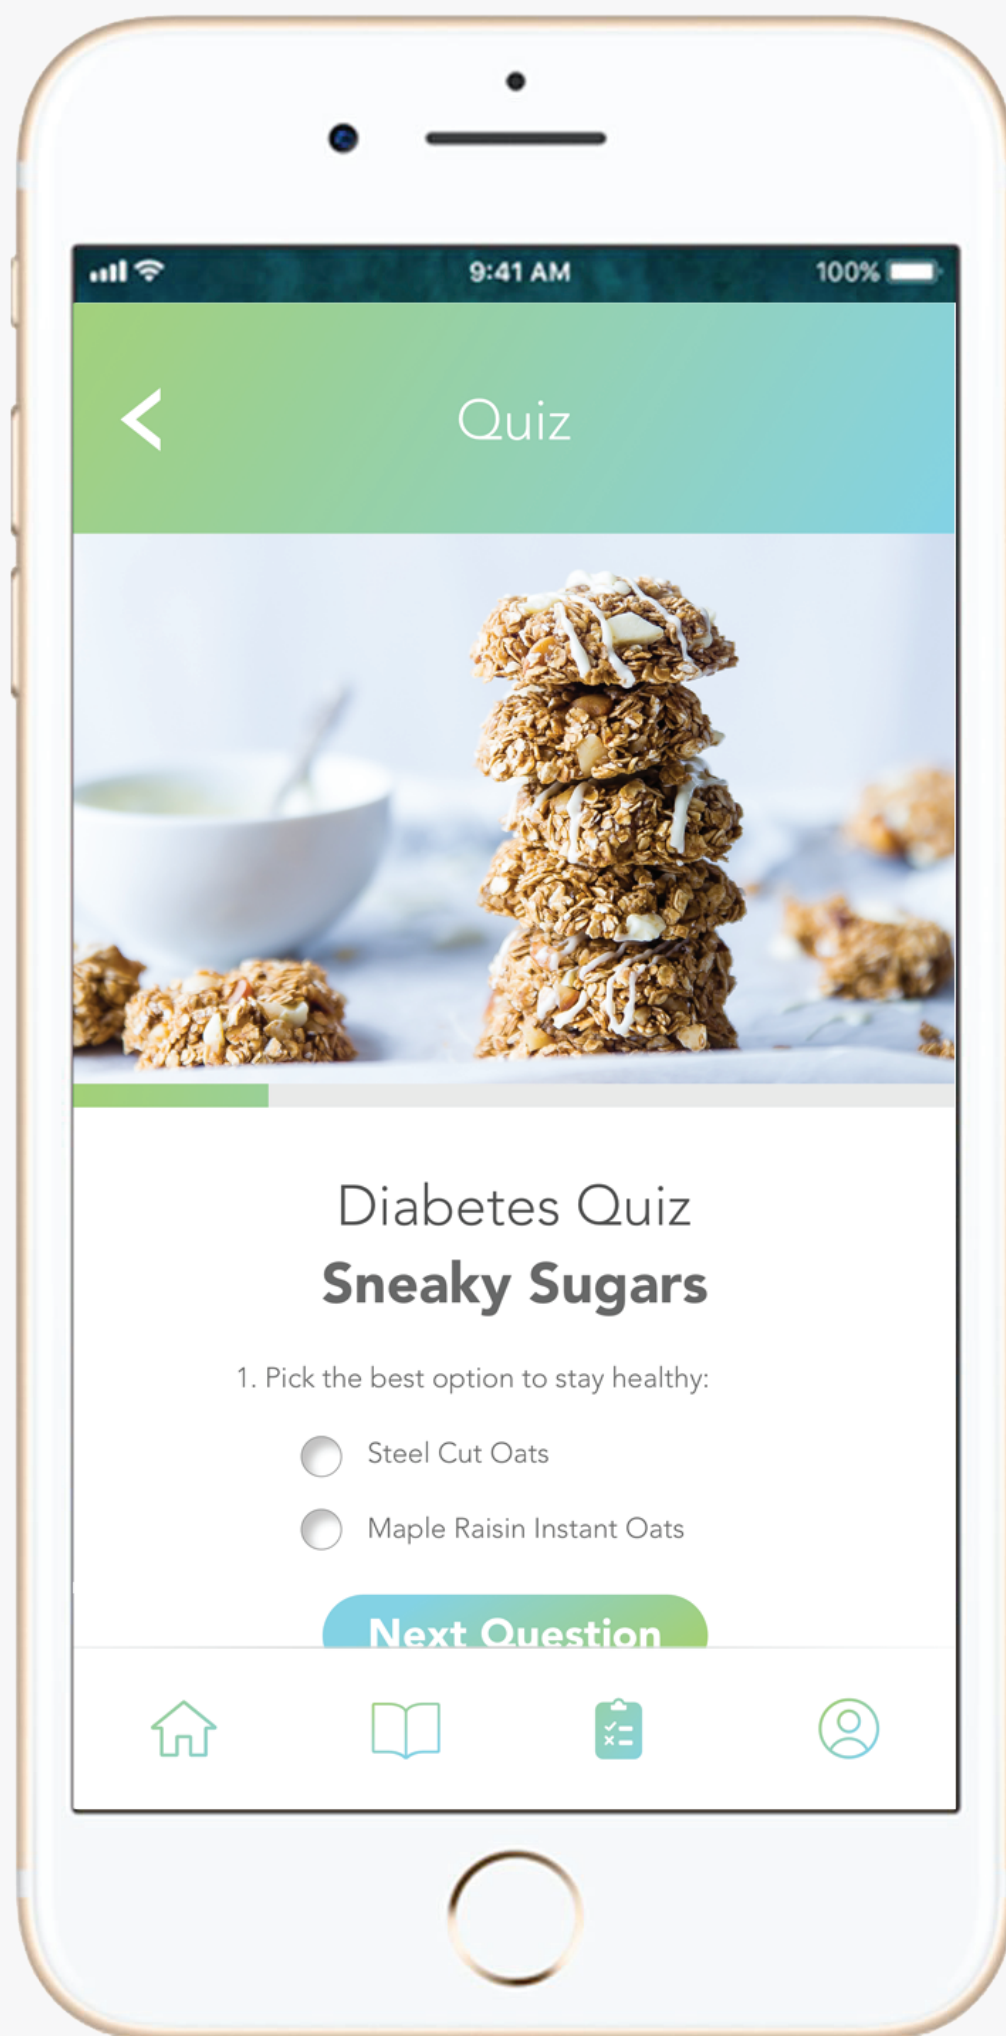 9:41 AM
100%
Quiz
Diabetes Quiz
Sneaky Sugars
1. Pick the best option to stay healthy:
Steel Cut Oats
Maple Raisin Instant Oats
Next Question